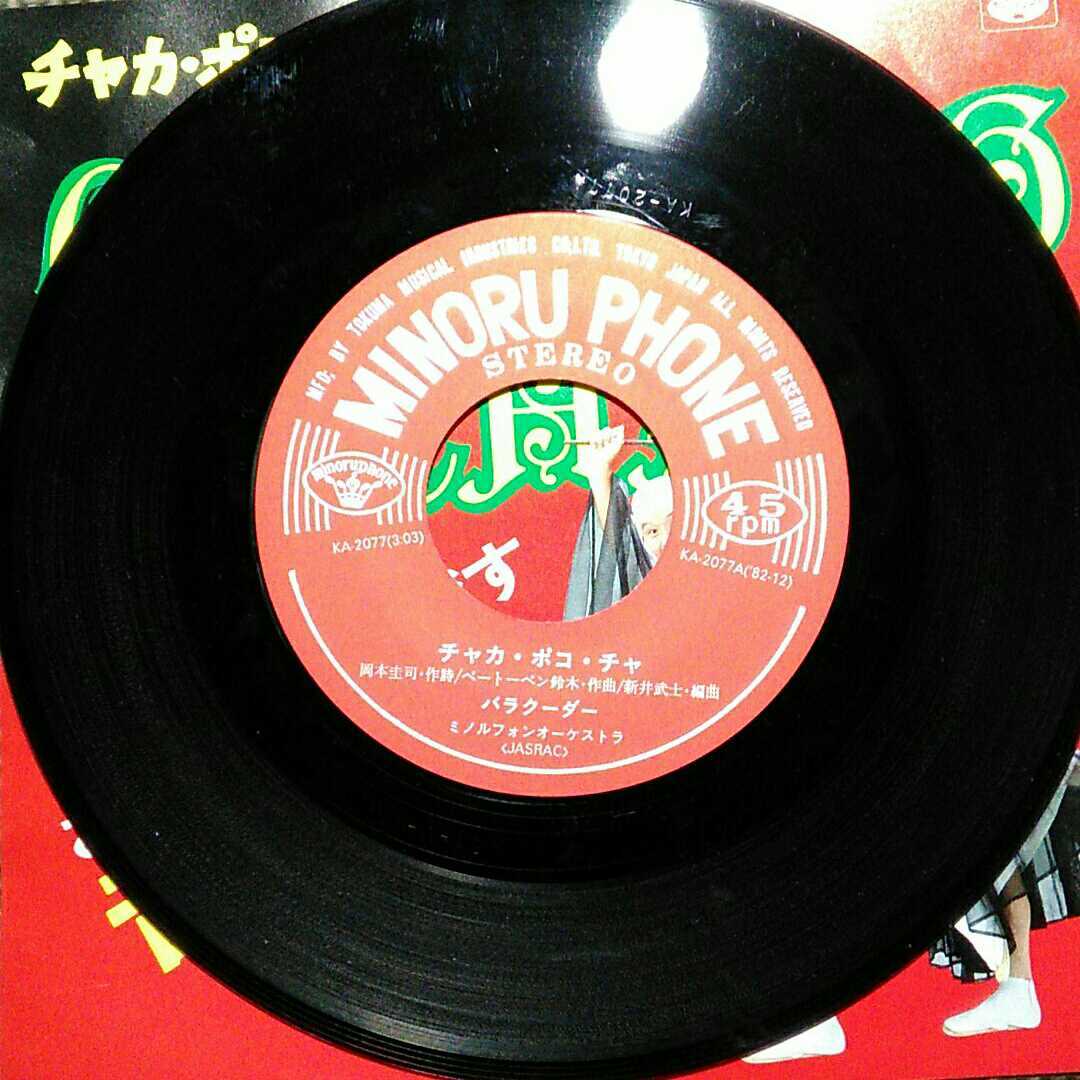 チャカ・ポ
KA-2077
MFD; BY TOKUMA MUSICAL INDUSTRIES CO.,LTD. TOKYO JAPAN ALL RIGHTS RESERVED
MINORU PHONE
STEREO
minoruphone
45 rpm
KA-2077(3:03)
KA-2077A('82-12)
す
チャカ・ポコ・チャ
岡本圭司・作詩/ベートーベン鈴木・作曲/新井武士・編曲
バラクーダー
ミノルフォンオーケストラ
〈JASRAC〉